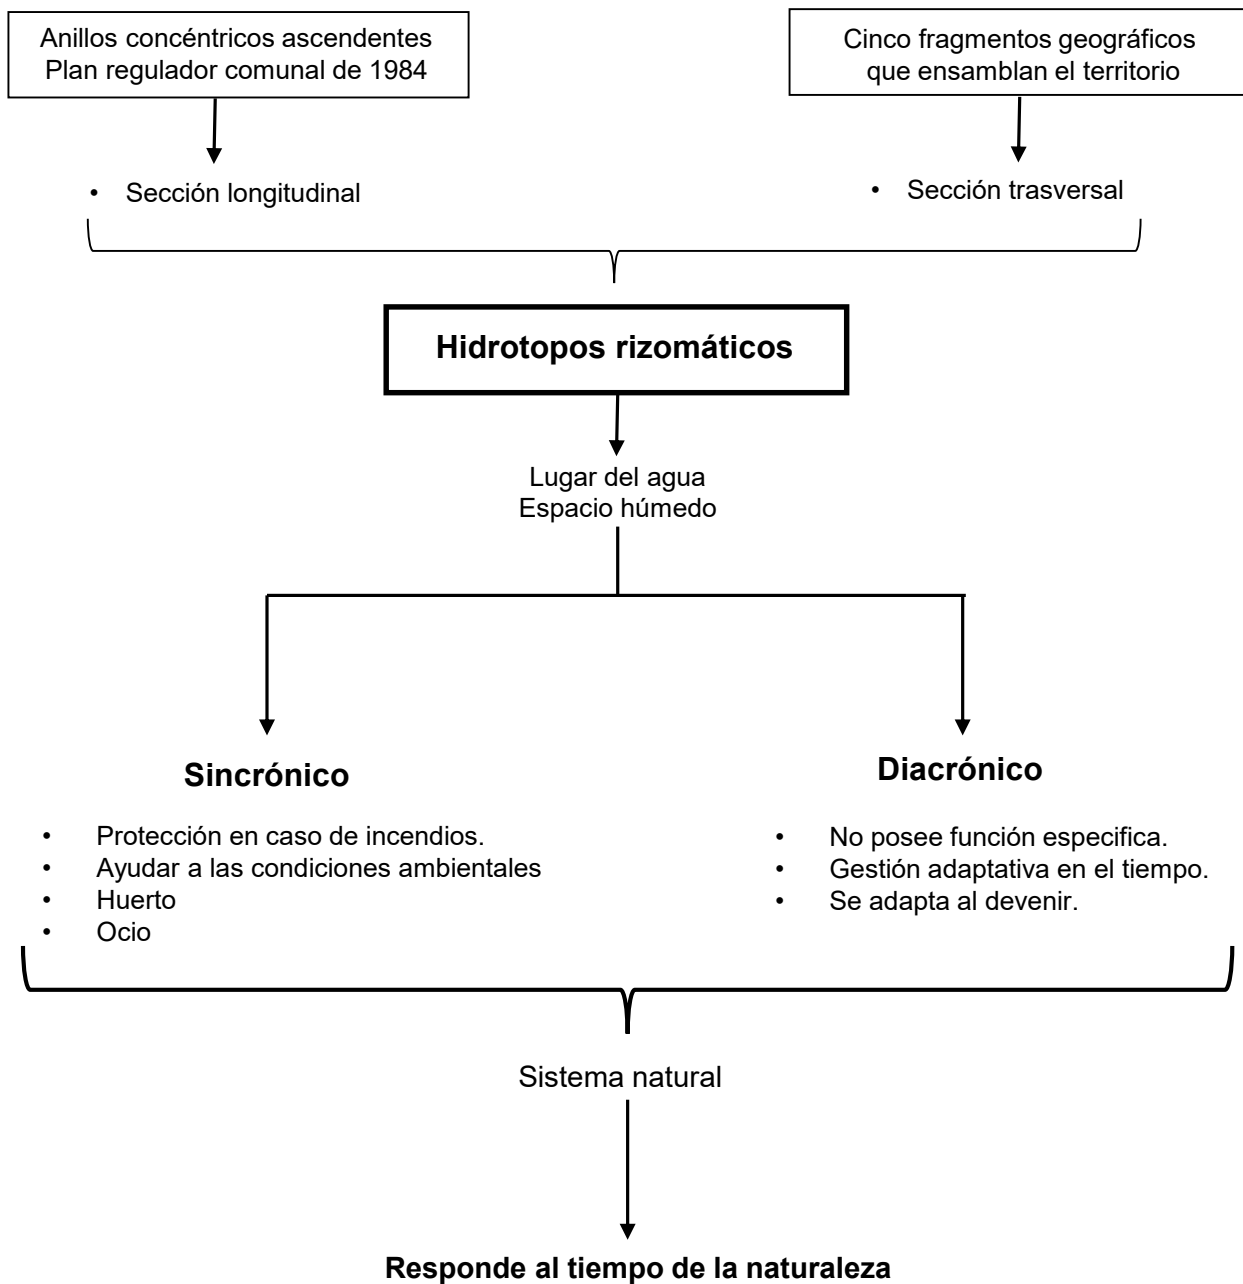 Anillos concéntricos ascendentes
Plan regulador comunal de 1984
Cinco fragmentos geográficos
que ensamblan el territorio
• Sección longitudinal
• Sección trasversal
Hidrotopos rizomáticos
Lugar del agua
Espacio húmedo
Sincrónico
• Protección en caso de incendios.
• Ayudar a las condiciones ambientales
• Huerto
• Ocio
Diacrónico
• No posee función especifica.
• Gestión adaptativa en el tiempo.
• Se adapta al devenir.
Sistema natural
Responde al tiempo de la naturaleza